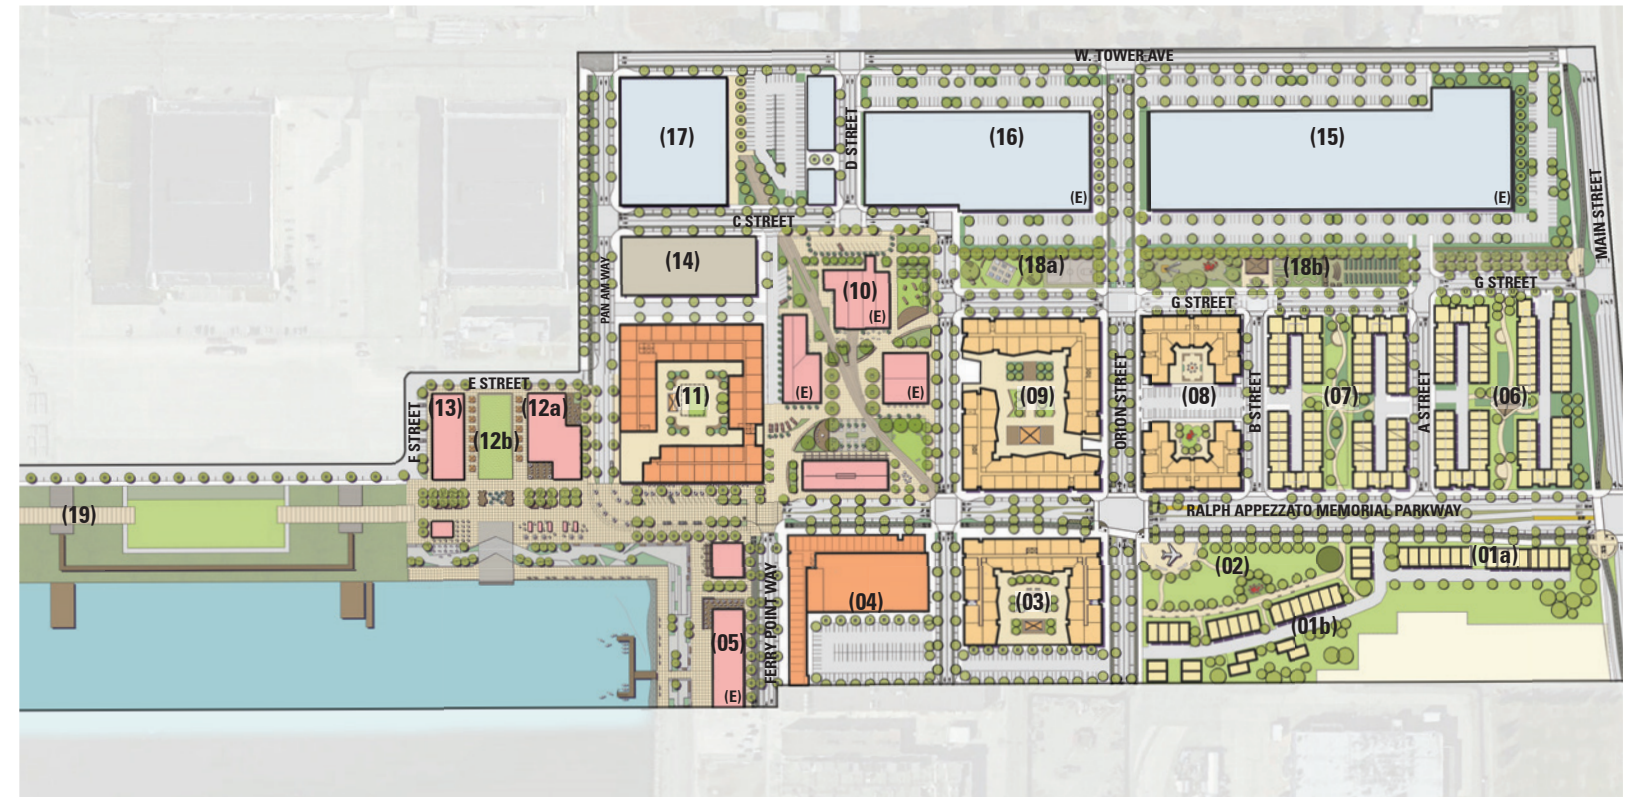 W. TOWER AVE
(17)
D STREET
(16)
(15)
(E)
(E)
MAIN STREET
C STREET
(14)
PAN AM WAY
(10)
(E)
(18a)
(18b)
G STREET
G STREET
E STREET
F STREET
(13)
(12b)
(12a)
(11)
(E)
(E)
(09)
ORION STREET
(08)
B STREET
(07)
A STREET
(06)
(19)
RALPH APPEZZATO MEMORIAL PARKWAY
(05)
(E)
FERRY POINT WAY
(04)
(03)
(02)
(01a)
(01b)